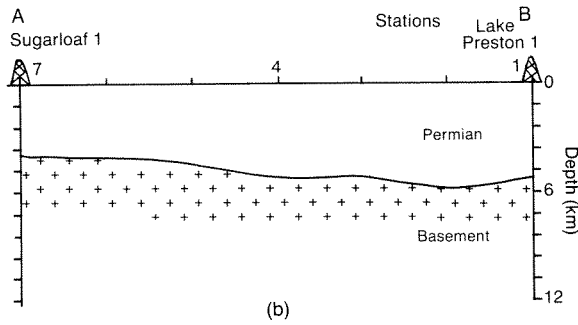 A
Stations
Lake B
Sugarloaf 1
Preston 1
7
4
1
0
Permian
Depth (km)
6
Basement
12
(b)